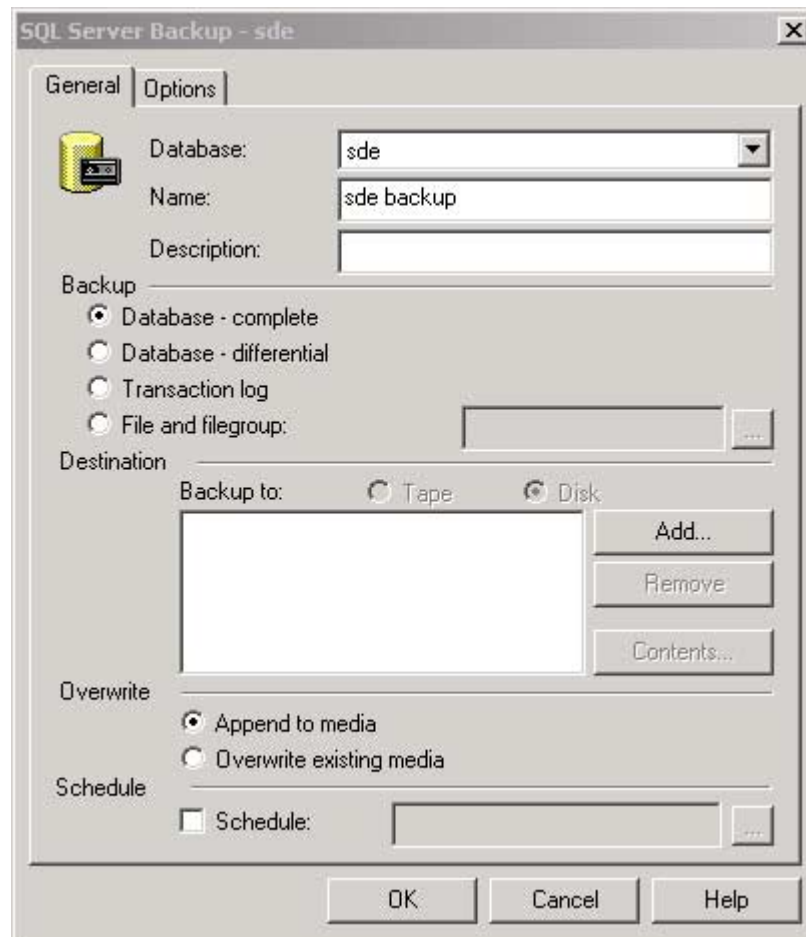 SQL Server Backup - sde
General Options
Database: sde
Name: sde backup
Description:
Backup
Database - complete
Database - differential
Transaction log
File and filegroup: ...
Destination
Backup to: Tape Disk
Add...
Remove
Contents...
Overwrite
Append to media
Overwrite existing media
Schedule
Schedule: ...
OK Cancel Help